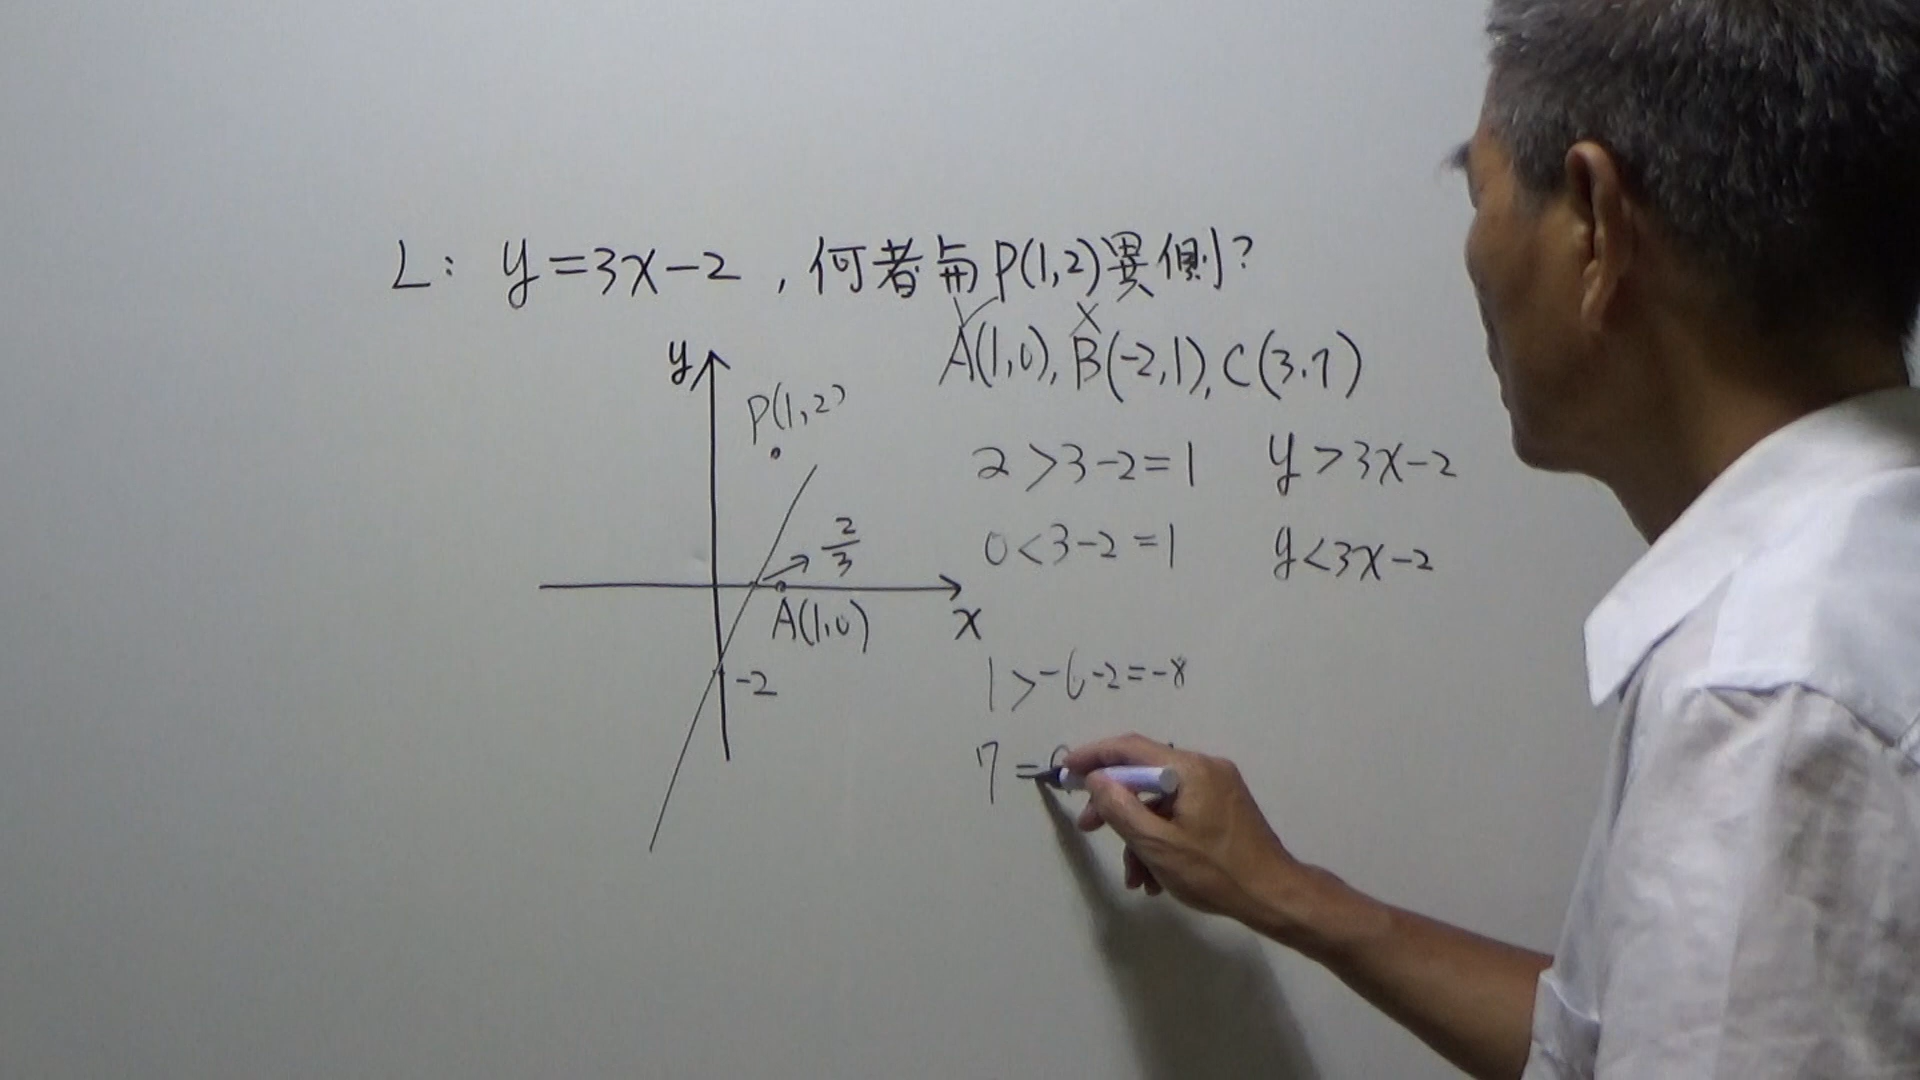 L: y=3x-2,何者與P(1,2)異側?
A(1,0), B(-2,1), C(3.7)
y
P(1,2)
2>3-2=1 y>3x-2
0<3-2=1 y<3x-2
2/3
A(1,0)
x
-2
1>-6-2=-8
7=